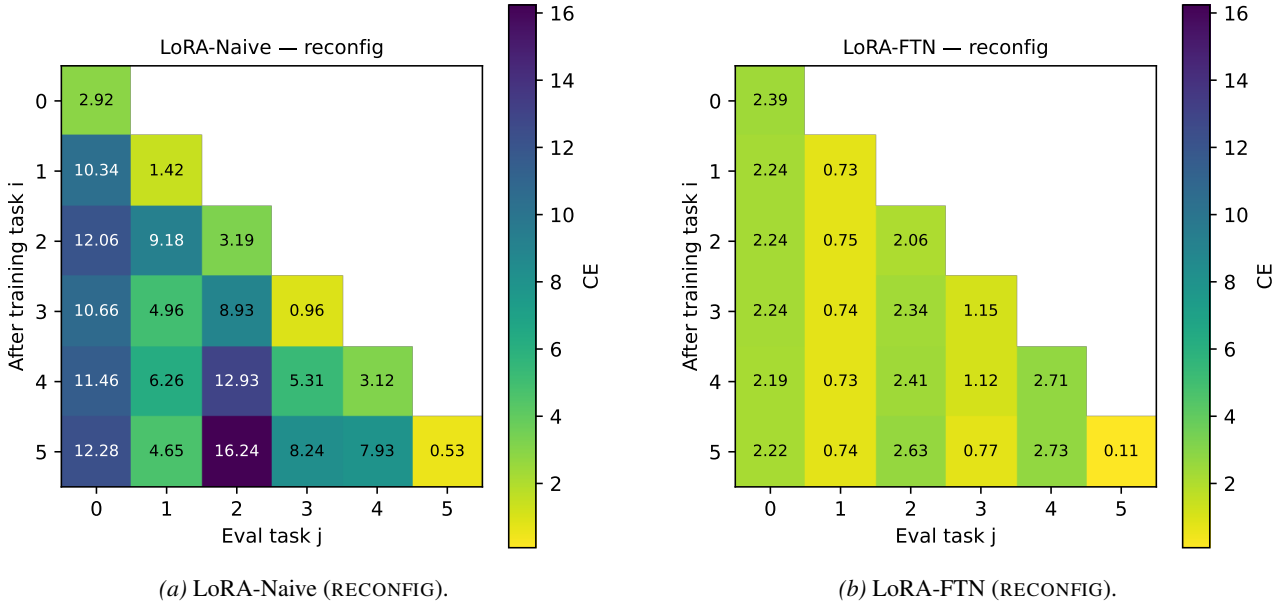 LoRA-Naive — reconfig
After training task i
0
2.92
1
10.34 1.42
2
12.06 9.18 3.19
3
10.66 4.96 8.93 0.96
4
11.46 6.26 12.93 5.31 3.12
5
12.28 4.65 16.24 8.24 7.93 0.53
0 1 2 3 4 5
Eval task j
16
14
12
10
8
6
4
2
CE
(a) LoRA-Naive (RECONFIG).
LoRA-FTN — reconfig
After training task i
0
2.39
1
2.24 0.73
2
2.24 0.75 2.06
3
2.24 0.74 2.34 1.15
4
2.19 0.73 2.41 1.12 2.71
5
2.22 0.74 2.63 0.77 2.73 0.11
0 1 2 3 4 5
Eval task j
16
14
12
10
8
6
4
2
CE
(b) LoRA-FTN (RECONFIG).